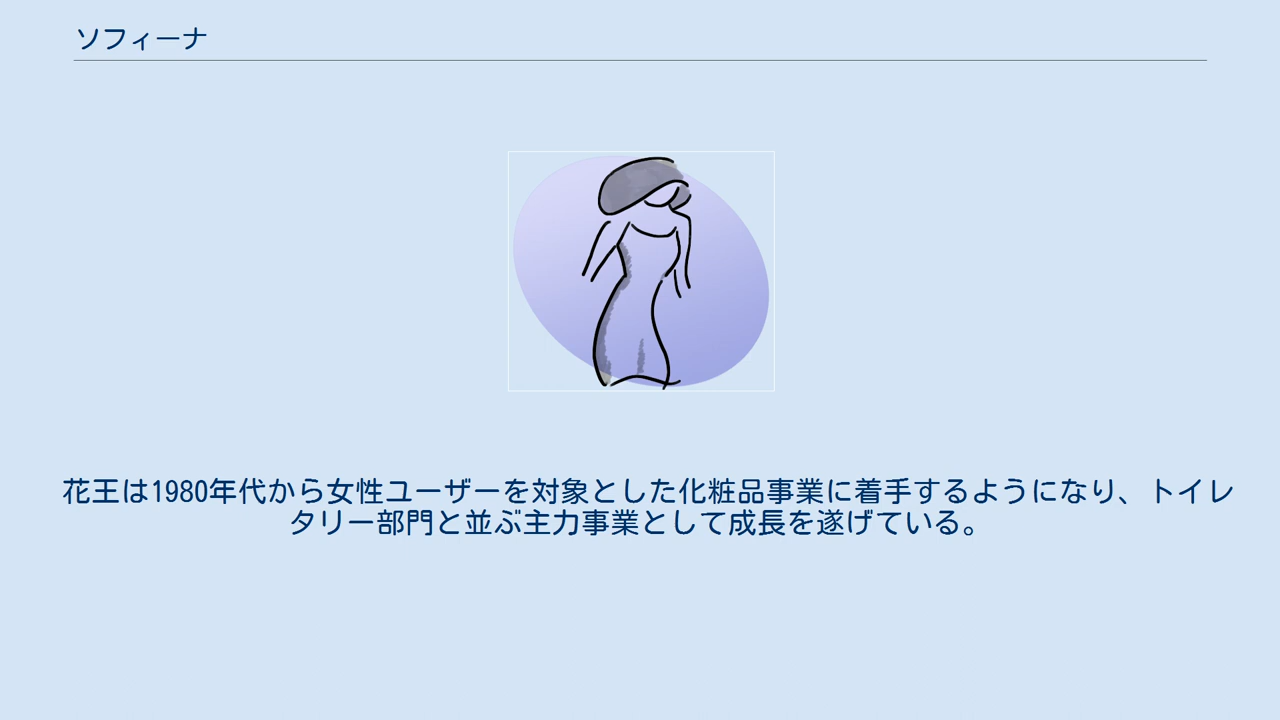 ソフィーナ
花王は1980年代から女性ユーザーを対象とした化粧品事業に着手するようになり、トイレ
タリー部門と並ぶ主力事業として成長を遂げている。